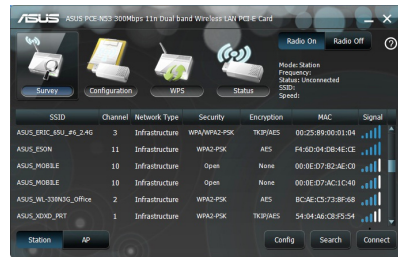 ASUS ASUS PCE-N53 300Mbps 11n Dual band Wireless LAN PCI-E Card
Radio On Radio Off
Mode: Station
Frequency:
Status: Unconnected
SSID:
Speed:
Survey Configuration WPS Status
SSID Channel Network Type Security Encryption MAC Signal
ASUS_ERIC_65U_#6_2.4G 3 Infrastructure WPA/WPA2-PSK TKIP/AES 00:25:89:00:01:04
ASUS_ESON 11 Infrastructure WPA2-PSK AES F4:6D:04:D8:4E:CE
ASUS_MOBILE 10 Infrastructure Open None 00:0E:D7:82:AE:C0
ASUS_MOBILE 10 Infrastructure Open None 00:0E:D7:AC:1C:40
ASUS_WL-330N3G_Office 2 Infrastructure WPA2-PSK AES BC:AE:C5:73:BF:68
ASUS_XDXD_PRT 1 Infrastructure WPA2-PSK TKIP/AES 54:04:A6:C8:F5:54
Station AP Config Search Connect